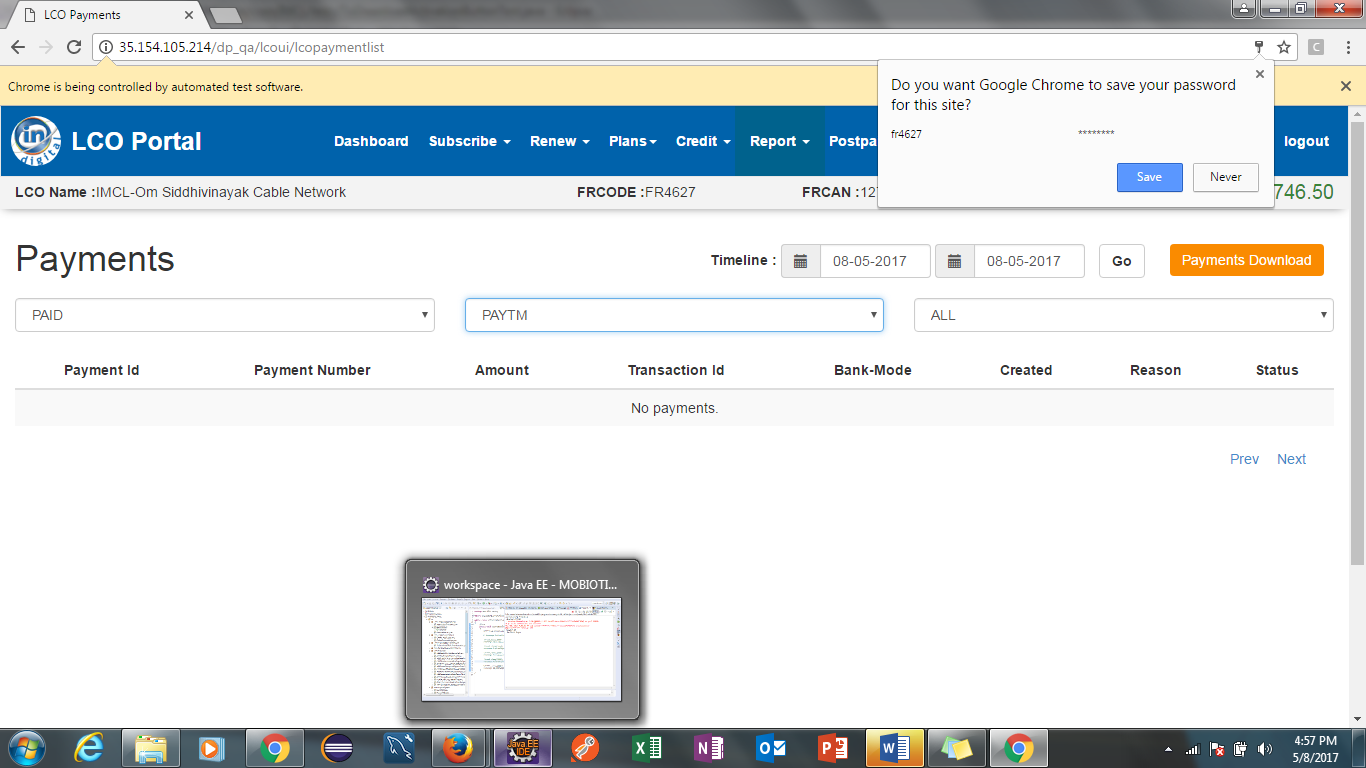 LCO Payments
35.154.105.214/dp_qa/lcoui/lcopaymentlist
C
Chrome is being controlled by automated test software.
Do you want Google Chrome to save your password
for this site?
fr4627 ********
Save Never
in
digital
LCO Portal
Dashboard Subscribe Renew Plans Credit Report Postpa logout
LCO Name :IMCL-Om Siddhivinayak Cable Network FRCODE :FR4627 FRCAN :127 746.50
Payments
Timeline : 08-05-2017 08-05-2017 Go Payments Download
PAID PAYTM ALL
Payment Id Payment Number Amount Transaction Id Bank-Mode Created Reason Status
No payments.
Prev Next
workspace - Java EE - MOBIOTI...
Java EE
IDE
4:57 PM
5/8/2017